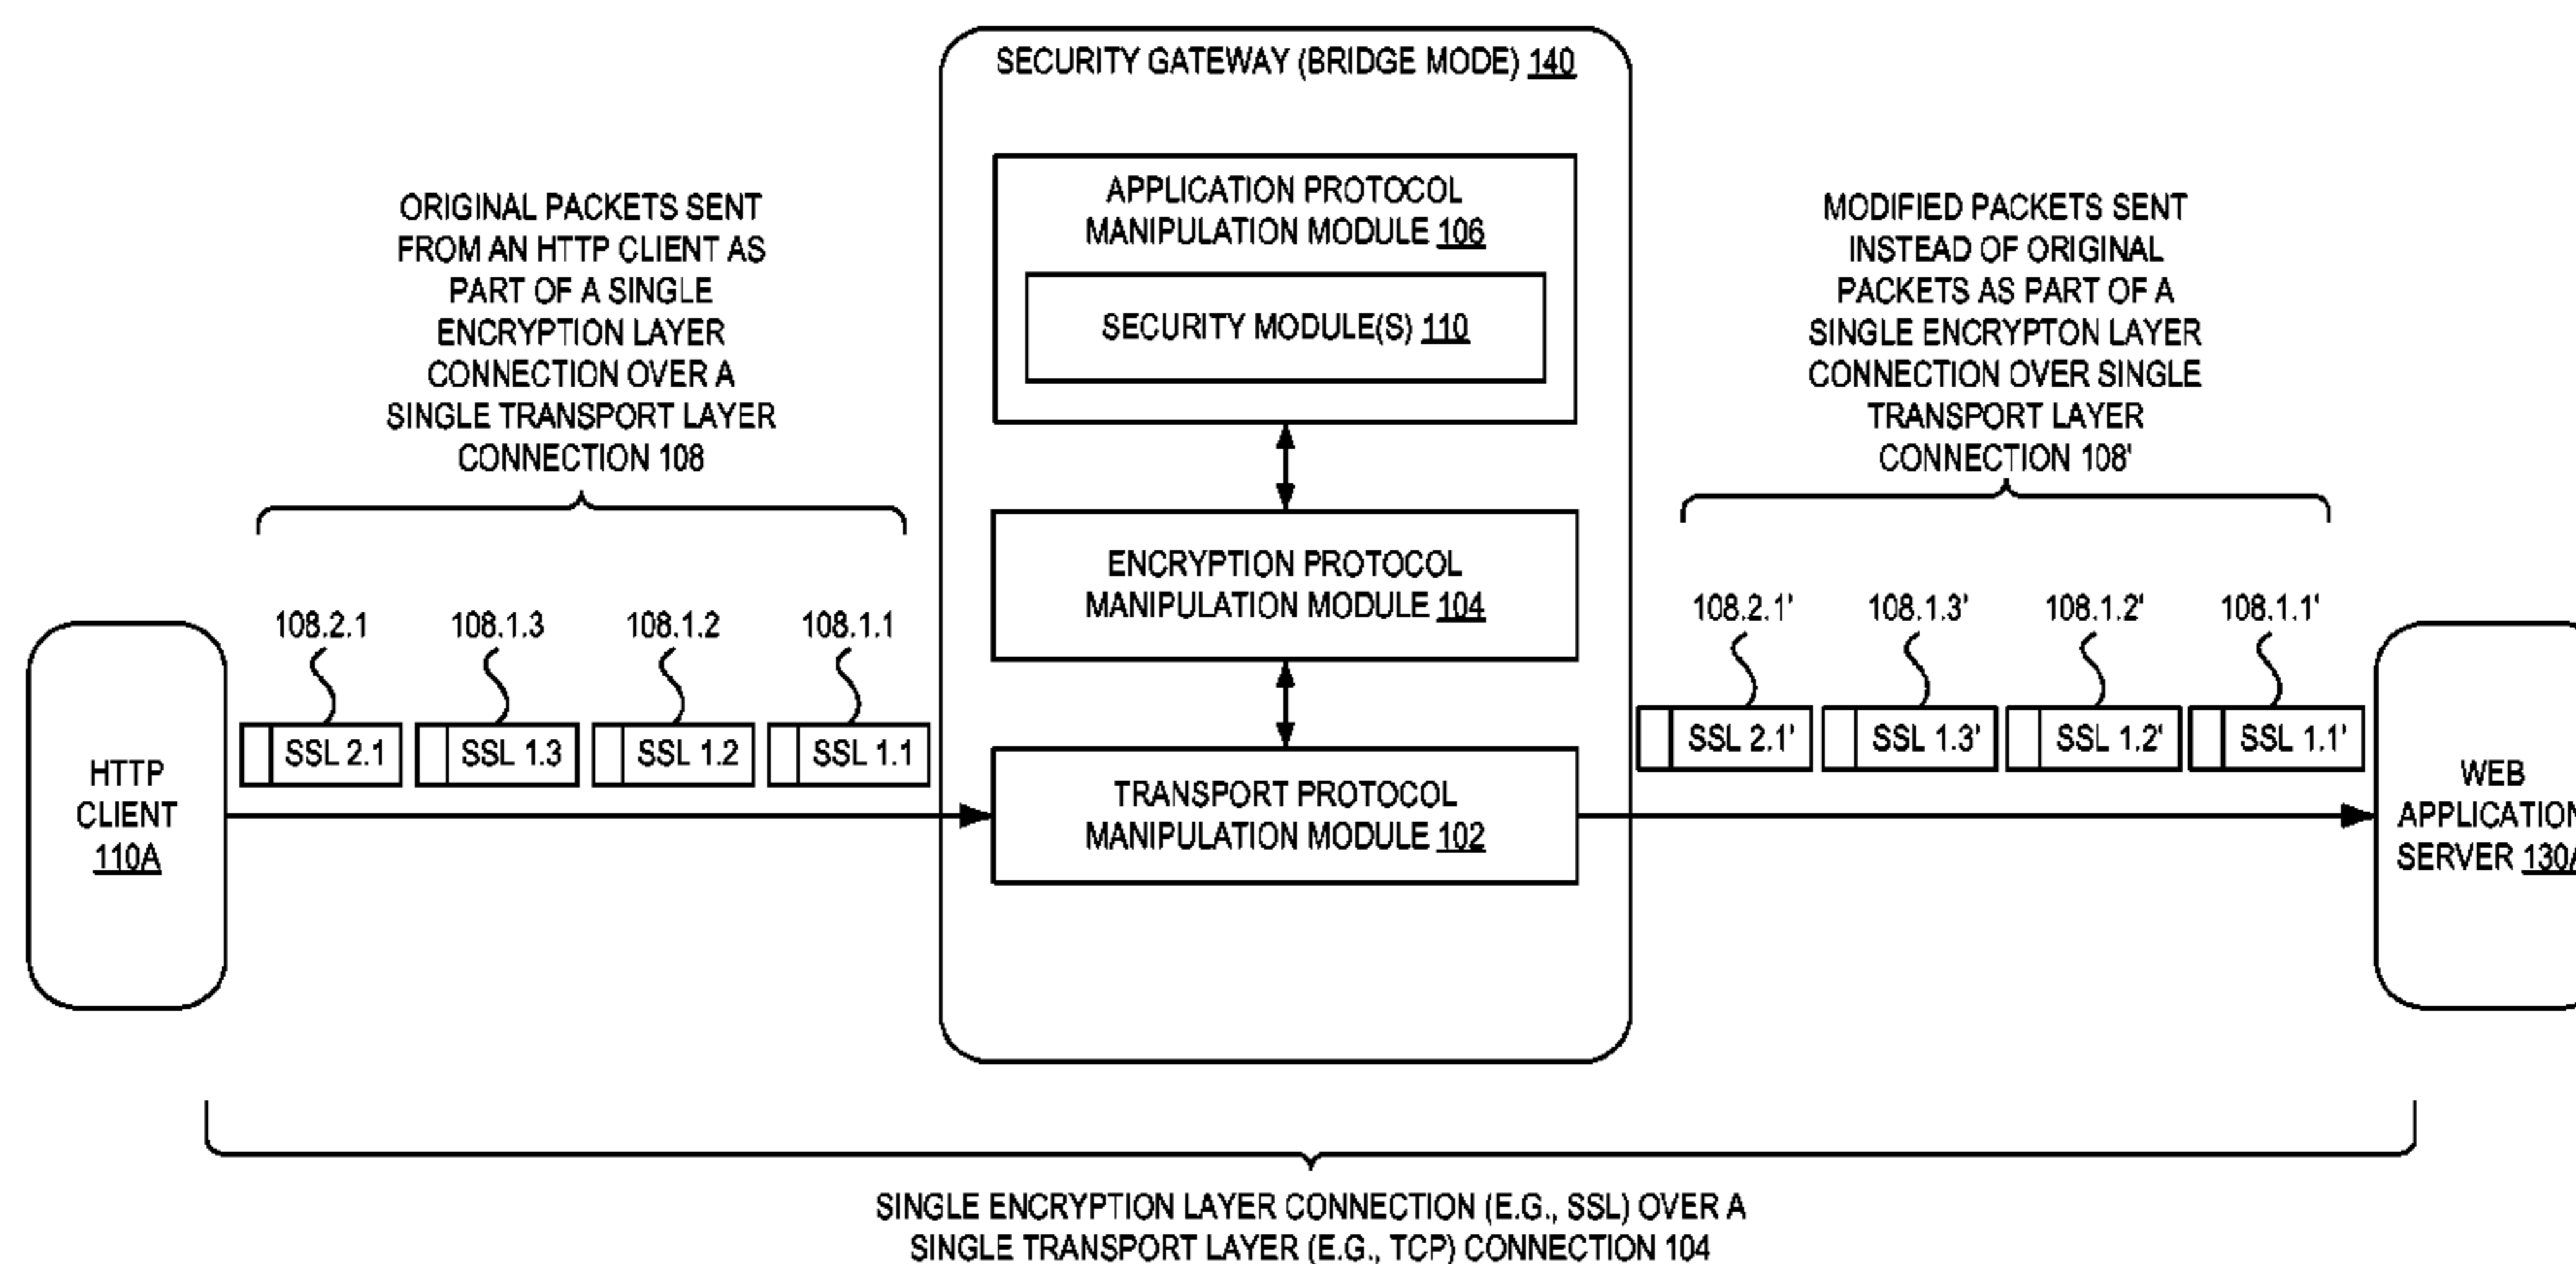 SECURITY GATEWAY (BRIDGE MODE) 140
APPLICATION PROTOCOL
MANIPULATION MODULE 106
SECURITY MODULE(S) 110
ENCRYPTION PROTOCOL
MANIPULATION MODULE 104
TRANSPORT PROTOCOL
MANIPULATION MODULE 102
ORIGINAL PACKETS SENT
FROM AN HTTP CLIENT AS
PART OF A SINGLE
ENCRYPTION LAYER
CONNECTION OVER A
SINGLE TRANSPORT LAYER
CONNECTION 108
108.2.1
108.1.3
108.1.2
108.1.1
SSL 2.1
SSL 1.3
SSL 1.2
SSL 1.1
HTTP
CLIENT
110A
MODIFIED PACKETS SENT
INSTEAD OF ORIGINAL
PACKETS AS PART OF A
SINGLE ENCRYPTON LAYER
CONNECTION OVER SINGLE
TRANSPORT LAYER
CONNECTION 108'
108.2.1'
108.1.3'
108.1.2'
108.1.1'
SSL 2.1'
SSL 1.3'
SSL 1.2'
SSL 1.1'
WEB
APPLICATION
SERVER 130A
SINGLE ENCRYPTION LAYER CONNECTION (E.G., SSL) OVER A
SINGLE TRANSPORT LAYER (E.G., TCP) CONNECTION 104